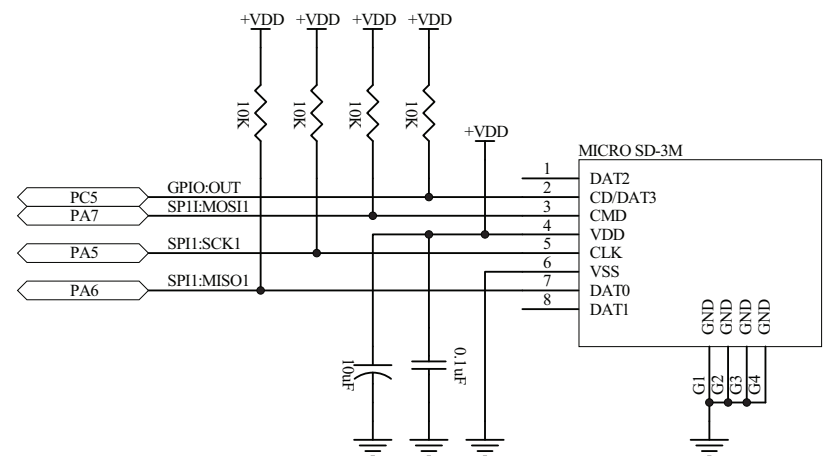 +VDD +VDD +VDD +VDD
10K 10K 10K 10K
+VDD
MICRO SD-3M
1 DAT2
PC5 GPIO:OUT 2 CD/DAT3
PA7 SP1I:MOSI1 3 CMD
4 VDD
PA5 SPI1:SCK1 5 CLK
6 VSS
PA6 SPI1:MISO1 7 DAT0
8 DAT1
GND GND GND GND
G1 G2 G3 G4
10uF 0.1uF